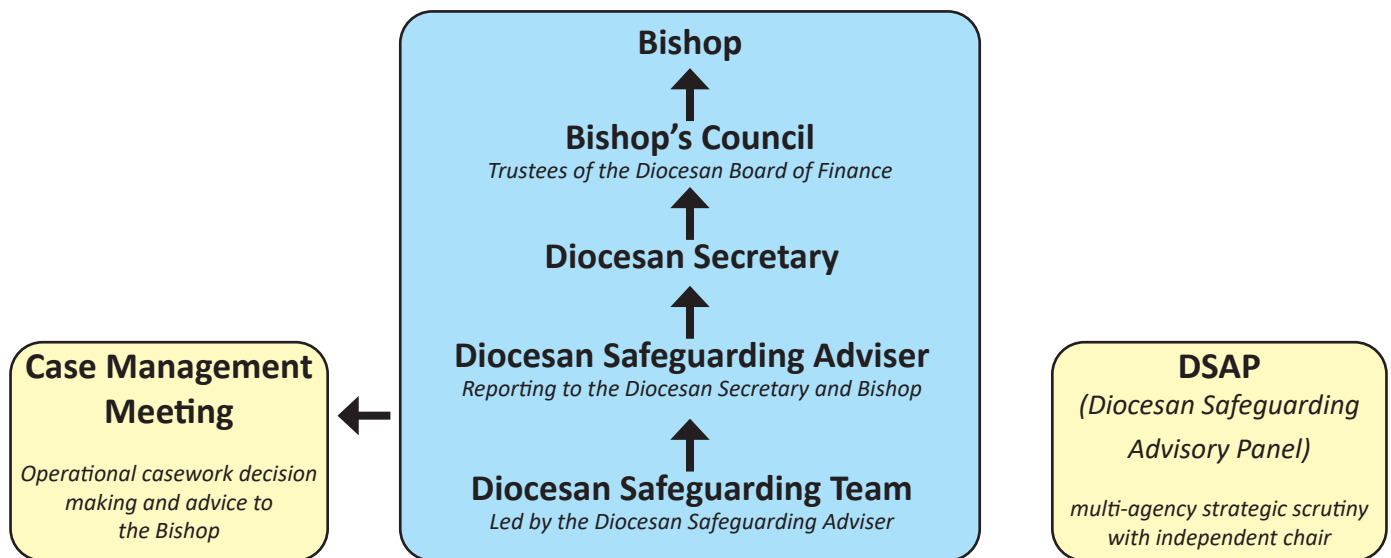 Bishop
Bishop’s Council
Trustees of the Diocesan Board of Finance
Diocesan Secretary
Diocesan Safeguarding Adviser
Reporting to the Diocesan Secretary and Bishop
Diocesan Safeguarding Team
Led by the Diocesan Safeguarding Adviser
Case Management
Meeting
Operational casework decision
making and advice to
the Bishop
DSAP
(Diocesan Safeguarding
Advisory Panel)
multi-agency strategic scrutiny
with independent chair